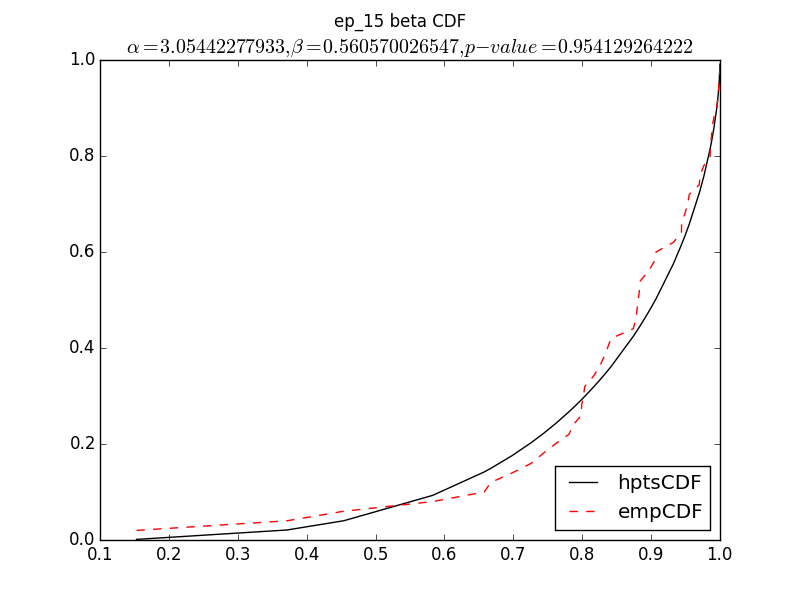 ep_15 beta CDF
α=3.05442277933,β=0.560570026547,p−value=0.954129264222
1.0
0.8
0.6
0.4
0.2
0.0
hptsCDF
empCDF
0.1 0.2 0.3 0.4 0.5 0.6 0.7 0.8 0.9 1.0